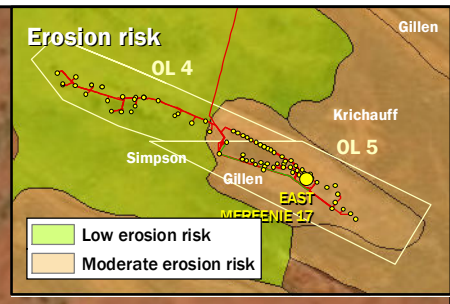 Gillen
Erosion risk
OL 4
Krichauff
OL 5
Simpson
Gillen
EAST
MEREENIE 17
Low erosion risk
Moderate erosion risk